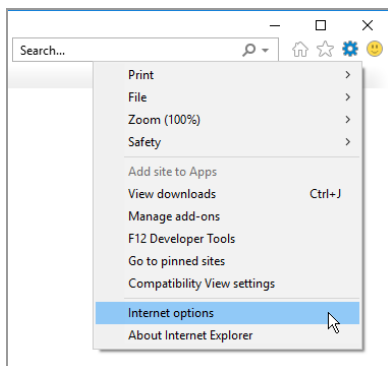 Search...
Print
File
Zoom (100%)
Safety
Add site to Apps
View downloads Ctrl+J
Manage add-ons
F12 Developer Tools
Go to pinned sites
Compatibility View settings
Internet options
About Internet Explorer